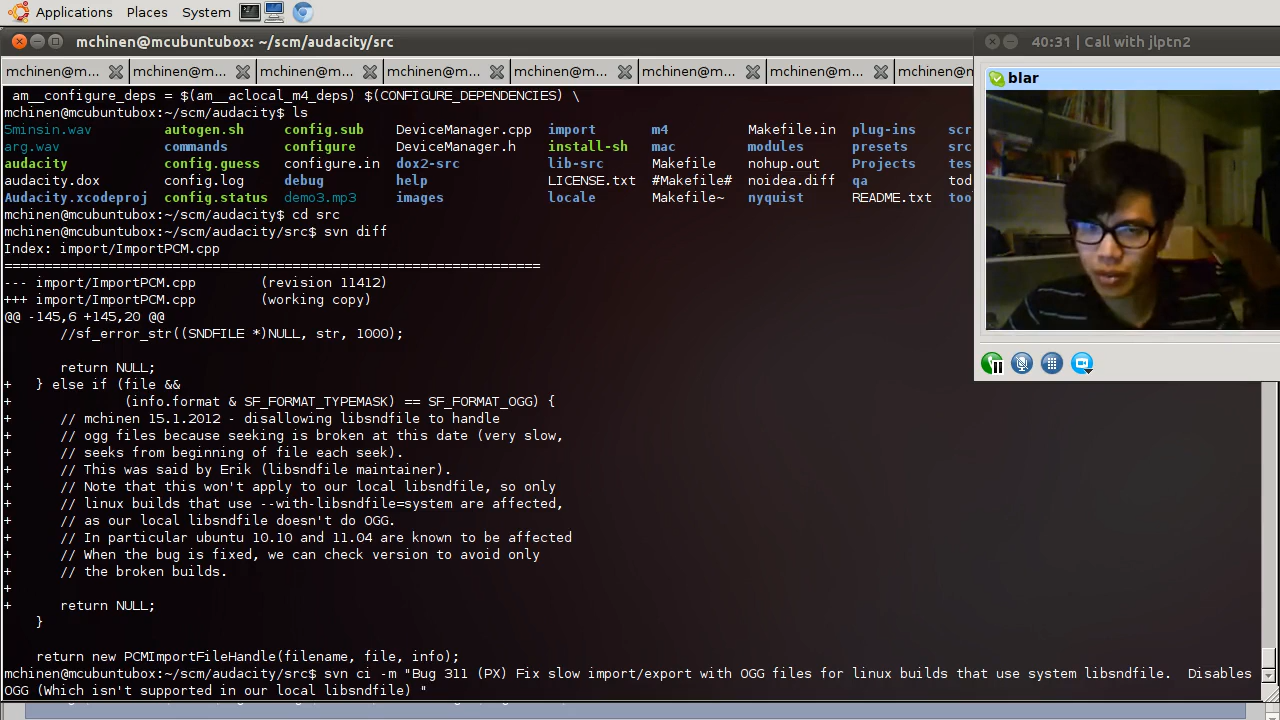 Applications Places System
mchinen@mcubuntubox: ~/scm/audacity/src
40:31 | Call with jlptn2
mchinen@m... mchinen@m... mchinen@m... mchinen@m... mchinen@m... mchinen@m... mchinen@m... mchinen@m
blar
am__configure_deps = $(am__aclocal_m4_deps) $(CONFIGURE_DEPENDENCIES) \
mchinen@mcubuntubox:~/scm/audacity$ ls
5minsin.wav autogen.sh config.sub DeviceManager.cpp import m4 Makefile.in plug-ins scr
arg.wav commands configure DeviceManager.h install-sh mac modules presets src
audacity config.guess configure.in dox2-src lib-src Makefile nohup.out Projects tes
audacity.dox config.log debug help LICENSE.txt #Makefile# noidea.diff qa tod
Audacity.xcodeproj config.status demo3.mp3 images locale Makefile~ nyquist README.txt too
mchinen@mcubuntubox:~/scm/audacity$ cd src
mchinen@mcubuntubox:~/scm/audacity/src$ svn diff
Index: import/ImportPCM.cpp
===================================================================
--- import/ImportPCM.cpp (revision 11412)
+++ import/ImportPCM.cpp (working copy)
@@ -145,6 +145,20 @@
//sf_error_str((SNDFILE *)NULL, str, 1000);
return NULL;
+ } else if (file &&
+ (info.format & SF_FORMAT_TYPEMASK) == SF_FORMAT_OGG) {
+ // mchinen 15.1.2012 - disallowing libsndfile to handle
+ // ogg files because seeking is broken at this date (very slow,
+ // seeks from beginning of file each seek).
+ // This was said by Erik (libsndfile maintainer).
+ // Note that this won't apply to our local libsndfile, so only
+ // linux builds that use --with-libsndfile=system are affected,
+ // as our local libsndfile doesn't do OGG.
+ // In particular ubuntu 10.10 and 11.04 are known to be affected
+ // When the bug is fixed, we can check version to avoid only
+ // the broken builds.
+
+ return NULL;
}
return new PCMImportFileHandle(filename, file, info);
mchinen@mcubuntubox:~/scm/audacity/src$ svn ci -m "Bug 311 (PX) Fix slow import/export with OGG files for linux builds that use system libsndfile. Disables
OGG (Which isn't supported in our local libsndfile) "